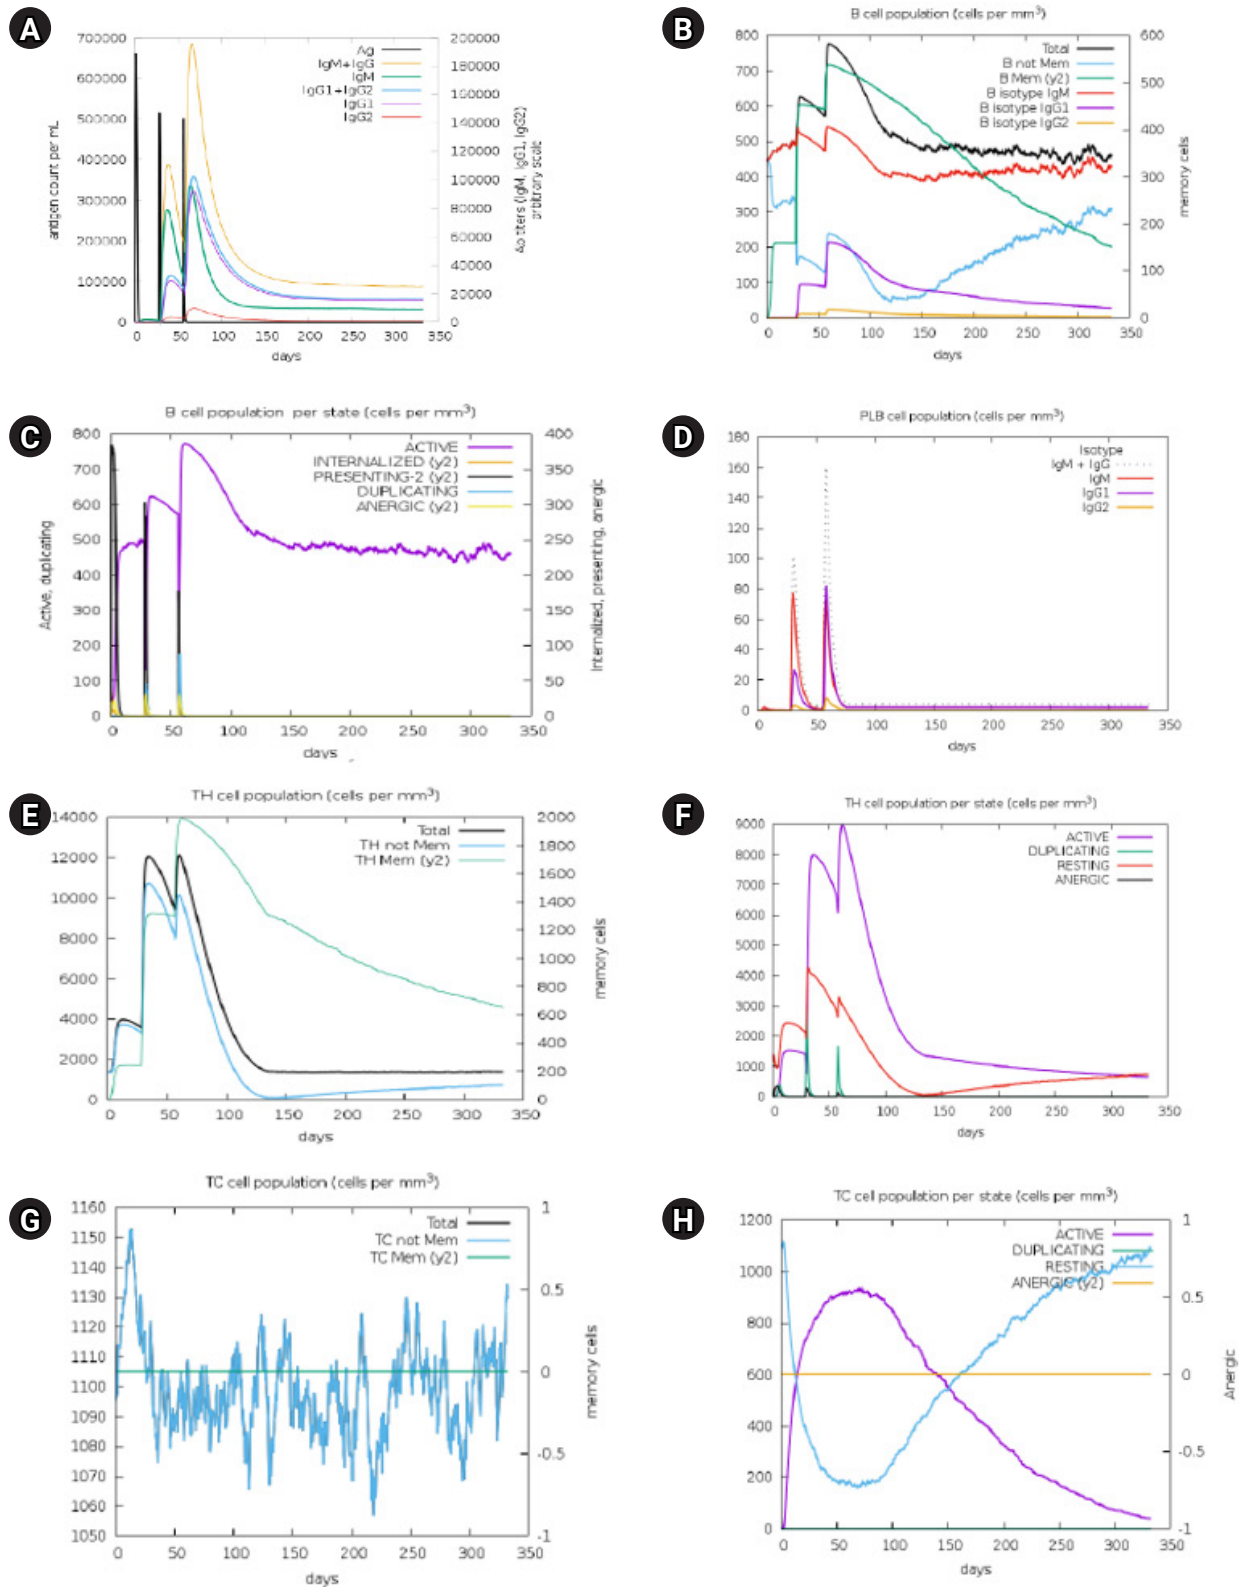 A
700000
600000
500000
400000
300000
200000
100000
0
antigen count per mL
200000
180000
160000
140000
120000
100000
80000
60000
40000
20000
0
Ab titers (IgM, IgG1, IgG2)
arbitrary scale
Ag
IgM+IgG
IgM
IgG1+IgG2
IgG1
IgG2
0 50 100 150 200 250 300 350
days
B
B cell population (cells per mm³)
800
700
600
500
400
300
200
100
0
600
500
400
300
200
100
0
memory cells
Total
B not Mem
B Mem (y2)
B isotype IgM
B isotype IgG1
B isotype IgG2
0 50 100 150 200 250 300 350
days
C
B cell population per state (cells per mm³)
800
700
600
500
400
300
200
100
0
Active, duplicating
400
350
300
250
200
150
100
50
0
Internalized, presenting, anergic
ACTIVE
INTERNALIZED (y2)
PRESENTING-2 (y2)
DUPLICATING
ANERGIC (y2)
0 50 100 150 200 250 300 350
days
D
PLB cell population (cells per mm³)
180
160
140
120
100
80
60
40
20
0
Isotype
IgM + IgG
IgM
IgG1
IgG2
0 50 100 150 200 250 300 350
days
E
TH cell population (cells per mm³)
14000
12000
10000
8000
6000
4000
2000
0
2000
1800
1600
1400
1200
1000
800
600
400
200
0
memory cells
Total
TH not Mem
TH Mem (y2)
0 50 100 150 200 250 300 350
days
F
TH cell population per state (cells per mm³)
9000
8000
7000
6000
5000
4000
3000
2000
1000
0
ACTIVE
DUPLICATING
RESTING
ANERGIC
0 50 100 150 200 250 300 350
days
G
TC cell population (cells per mm³)
1160
1150
1140
1130
1120
1110
1100
1090
1080
1070
1060
1050
1
0.5
0
-0.5
-1
memory cells
Total
TC not Mem
TC Mem (y2)
0 50 100 150 200 250 300 350
days
H
TC cell population per state (cells per mm³)
1200
1000
800
600
400
200
0
1
0.5
0
-0.5
-1
Anergic
ACTIVE
DUPLICATING
RESTING
ANERGIC (y2)
0 50 100 150 200 250 300 350
days